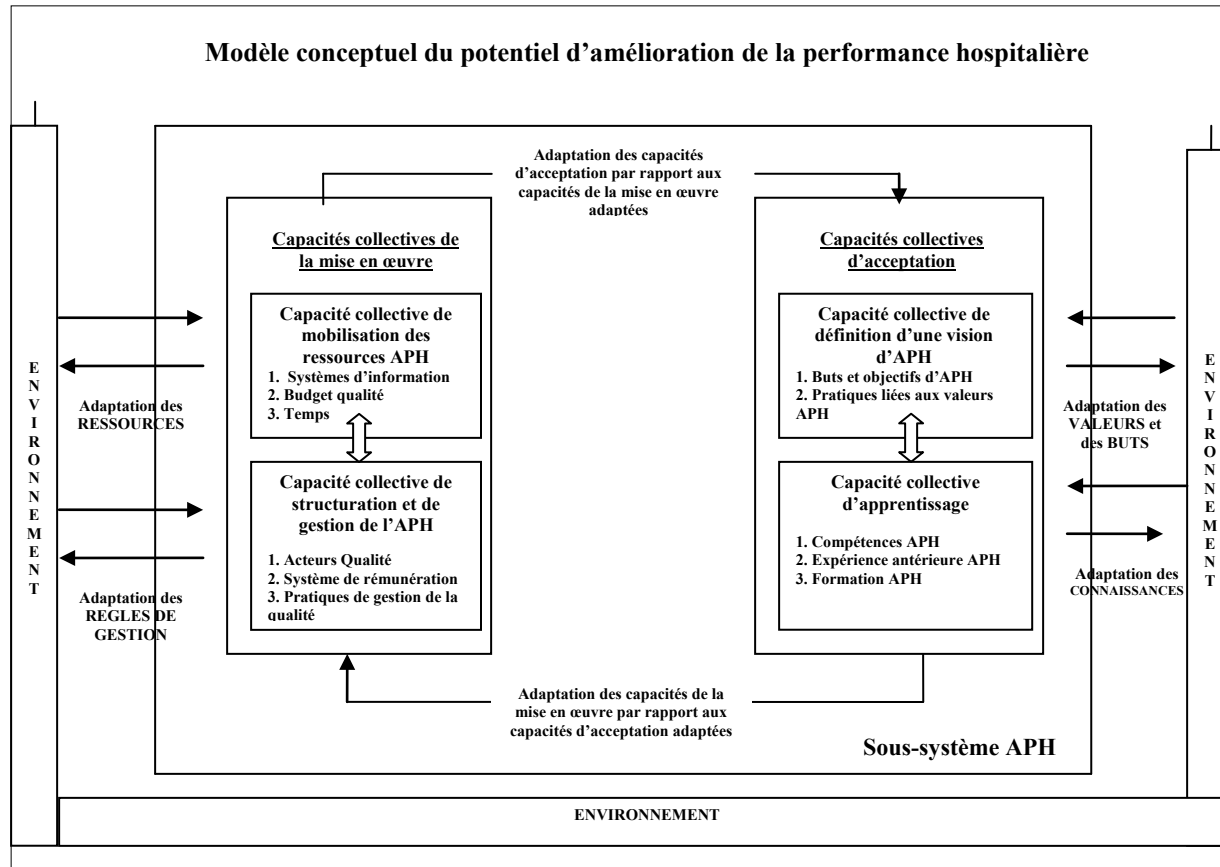 Modèle conceptuel du potentiel d'amélioration de la performance hospitalière
Adaptation des capacités
d'acceptation par rapport aux
capacités de la mise en œuvre
adaptées
Capacités collectives de
la mise en œuvre
Capacité collective de
mobilisation des
ressources APH
1. Systèmes d'information
2. Budget qualité
3. Temps
Capacité collective de
structuration et de
gestion de l'APH
1. Acteurs Qualité
2. Système de rémunération
3. Pratiques de gestion de la
qualité
Capacités collectives
d'acceptation
Capacité collective de
définition d'une vision
d'APH
1. Buts et objectifs d'APH
2. Pratiques liées aux valeurs
APH
Capacité collective
d'apprentissage
1. Compétences APH
2. Expérience antérieure APH
3. Formation APH
ENVIRONNEMENT
Adaptation des
RESSOURCES
Adaptation des
REGLES DE
GESTION
Adaptation des
VALEURS et
des BUTS
Adaptation des
CONNAISSANCES
ENVIRONNEMENT
Adaptation des capacités de la
mise en œuvre par rapport aux
capacités d'acceptation adaptées
Sous-système APH
ENVIRONNEMENT